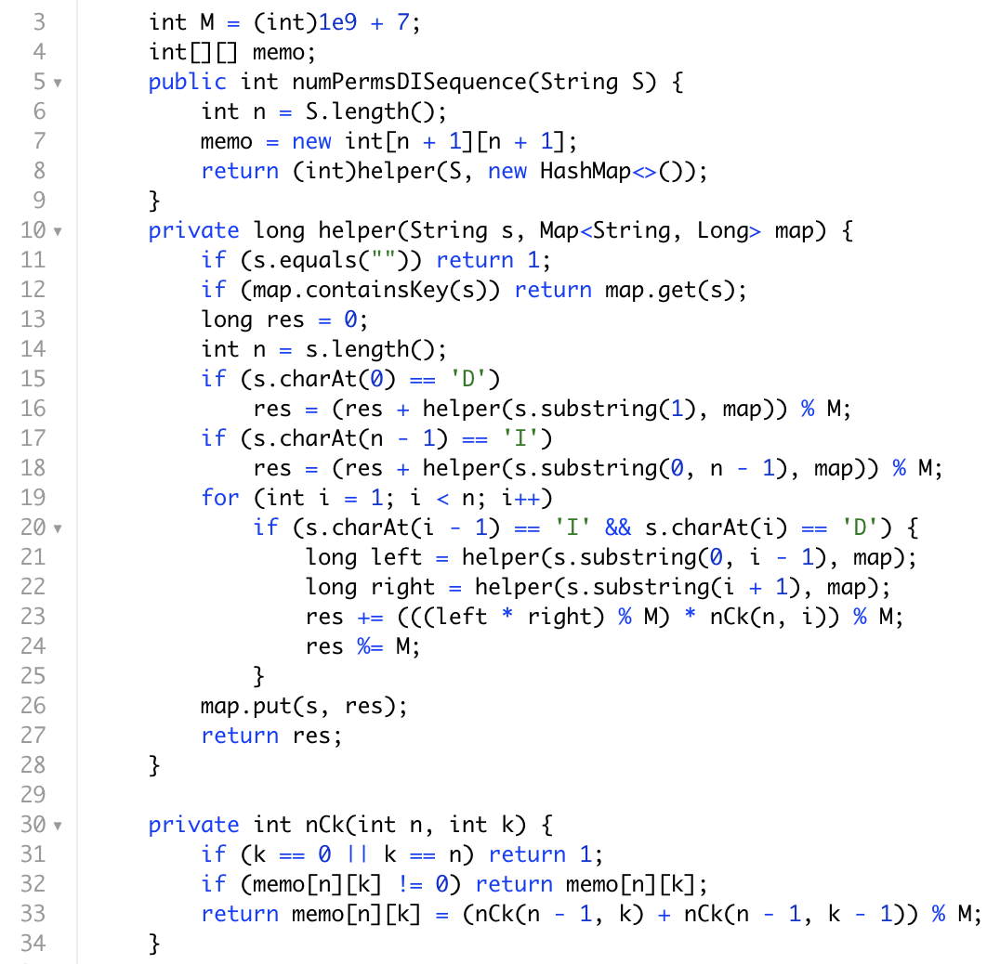 3 int M = (int)1e9 + 7;
4 int[][] memo;
5 ▾ public int numPermsDISequence(String S) {
6 int n = S.length();
7 memo = new int[n + 1][n + 1];
8 return (int)helper(S, new HashMap<>());
9 }
10 ▾ private long helper(String s, Map<String, Long> map) {
11 if (s.equals("")) return 1;
12 if (map.containsKey(s)) return map.get(s);
13 long res = 0;
14 int n = s.length();
15 if (s.charAt(0) == 'D')
16 res = (res + helper(s.substring(1), map)) % M;
17 if (s.charAt(n - 1) == 'I')
18 res = (res + helper(s.substring(0, n - 1), map)) % M;
19 for (int i = 1; i < n; i++)
20 ▾ if (s.charAt(i - 1) == 'I' && s.charAt(i) == 'D') {
21 long left = helper(s.substring(0, i - 1), map);
22 long right = helper(s.substring(i + 1), map);
23 res += (((left * right) % M) * nCk(n, i)) % M;
24 res %= M;
25 }
26 map.put(s, res);
27 return res;
28 }
29
30 ▾ private int nCk(int n, int k) {
31 if (k == 0 || k == n) return 1;
32 if (memo[n][k] != 0) return memo[n][k];
33 return memo[n][k] = (nCk(n - 1, k) + nCk(n - 1, k - 1)) % M;
34 }